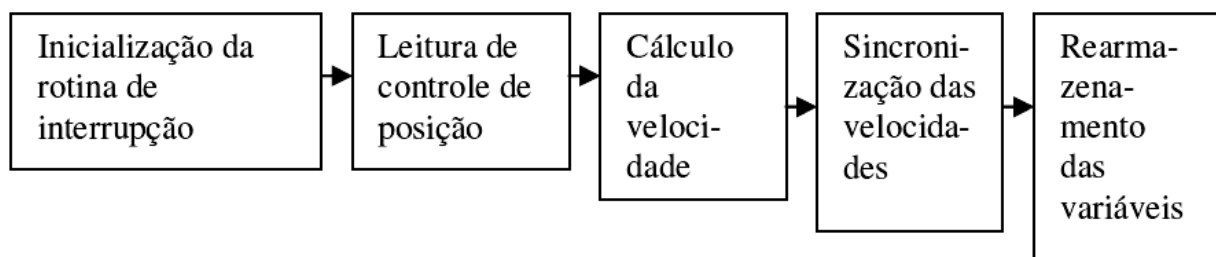 Inicialização da
rotina de
interrupção
Leitura de
controle de
posição
Cálculo
da
veloci-
dade
Sincroni-
zação das
velocida-
des
Rearma-
zena-
mento
das
variáveis